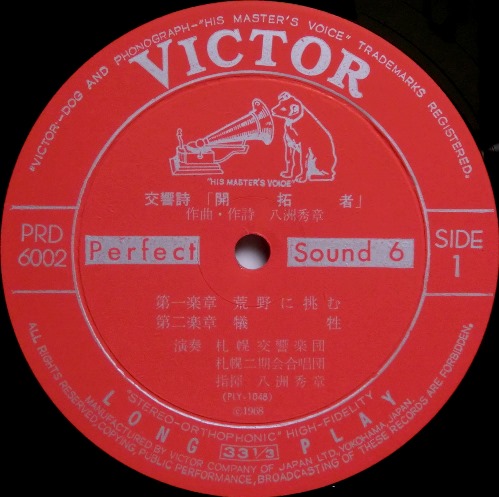 "VICTOR--DOG AND PHONOGRAPH-"HIS MASTER'S VOICE" TRADEMARKS REGISTERED.
VICTOR
"HIS MASTER'S VOICE"
交響詩「開拓者」
作曲・作詩 八洲秀章
PRD
6002
Perfect Sound 6
SIDE
1
第一楽章 荒野に挑む
第二楽章 犠牲
演奏 札幌交響楽団
札幌二期会合唱団
指揮 八洲秀章
(PLY-1048)
©1968
"STEREO-ORTHOPHONIC" HIGH-FIDELITY
LONG PLAY
33 1/3
MANUFACTURED BY VICTOR COMPANY OF JAPAN LTD., YOKOHAMA, JAPAN.
ALL RIGHTS RESERVED, COPYING, PUBLIC PERFORMANCE, BROADCASTING OF THESE RECORDS ARE FORBIDDEN.